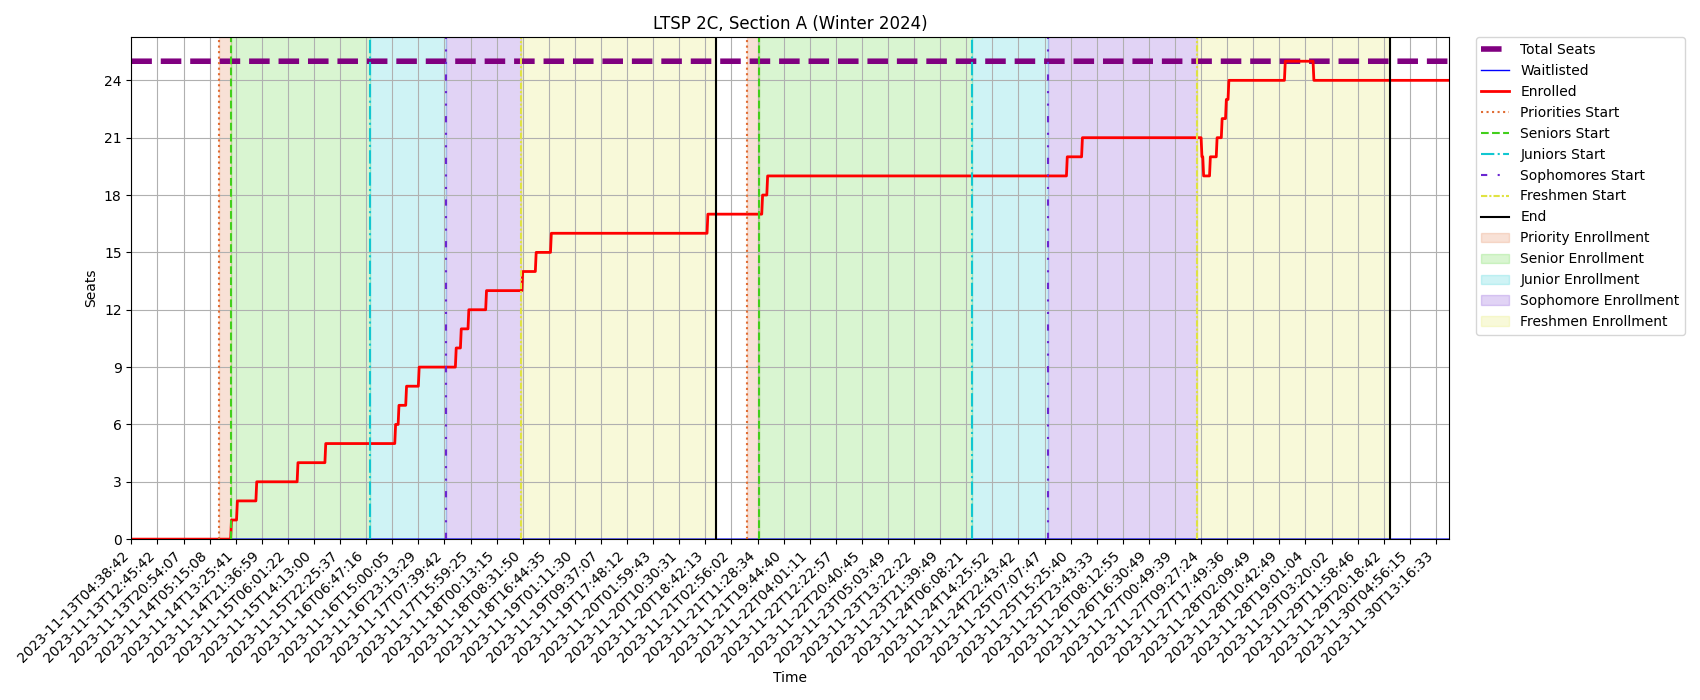 LTSP 2C, Section A (Winter 2024)
Total Seats
Waitlisted
Enrolled
Priorities Start
Seniors Start
Juniors Start
Sophomores Start
Freshmen Start
End
Priority Enrollment
Senior Enrollment
Junior Enrollment
Sophomore Enrollment
Freshmen Enrollment
Seats
24
21
18
15
12
9
6
3
0
2023-11-13T04:38:42
2023-11-13T12:45:42
2023-11-13T20:54:07
2023-11-14T05:15:08
2023-11-14T13:25:41
2023-11-14T21:36:59
2023-11-15T06:01:22
2023-11-15T14:13:00
2023-11-15T22:25:37
2023-11-16T06:47:16
2023-11-16T15:00:05
2023-11-16T23:13:29
2023-11-17T07:39:42
2023-11-17T15:59:25
2023-11-18T00:13:15
2023-11-18T08:31:50
2023-11-18T16:44:35
2023-11-19T01:11:30
2023-11-19T09:37:07
2023-11-19T17:48:12
2023-11-20T01:59:43
2023-11-20T10:30:31
2023-11-20T18:42:13
2023-11-21T02:56:02
2023-11-21T11:28:34
2023-11-21T19:44:40
2023-11-22T04:01:11
2023-11-22T12:22:57
2023-11-22T20:40:45
2023-11-23T05:03:49
2023-11-23T13:22:22
2023-11-23T21:39:49
2023-11-24T06:08:21
2023-11-24T14:25:52
2023-11-24T22:43:42
2023-11-25T07:07:47
2023-11-25T15:25:40
2023-11-25T23:43:33
2023-11-26T08:12:55
2023-11-26T16:30:49
2023-11-27T00:49:39
2023-11-27T09:27:24
2023-11-27T17:49:36
2023-11-28T02:09:49
2023-11-28T10:42:49
2023-11-28T19:01:04
2023-11-29T03:20:02
2023-11-29T11:58:46
2023-11-29T20:18:42
2023-11-30T04:56:15
2023-11-30T13:16:33
Time